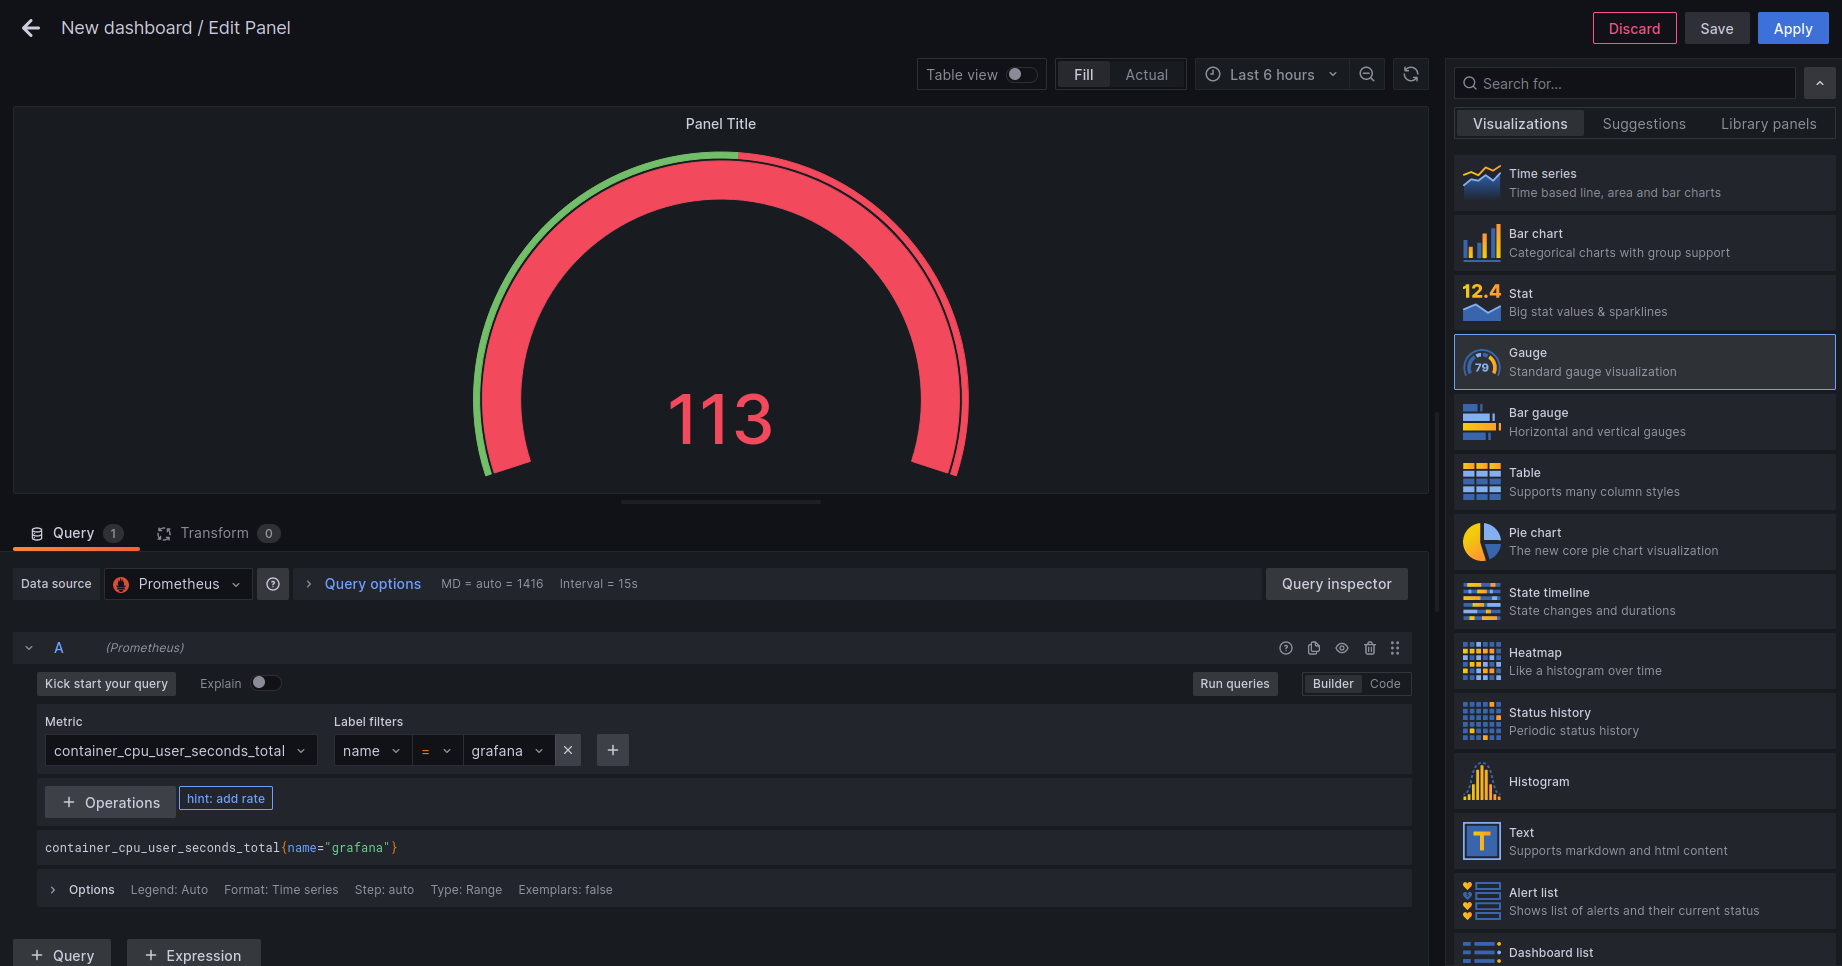 New dashboard / Edit Panel
Discard
Save
Apply
Table view
Fill
Actual
Last 6 hours
Search for...
Visualizations
Suggestions
Library panels
Panel Title
113
Time series
Time based line, area and bar charts
Bar chart
Categorical charts with group support
12.4
Stat
Big stat values & sparklines
79
Gauge
Standard gauge visualization
Bar gauge
Horizontal and vertical gauges
Table
Supports many column styles
Pie chart
The new core pie chart visualization
State timeline
State changes and durations
Heatmap
Like a histogram over time
Status history
Periodic status history
Histogram
T
Text
Supports markdown and html content
Alert list
Shows list of alerts and their current status
Dashboard list
Query 1
Transform 0
Data source
Prometheus
Query options
MD = auto = 1416
Interval = 15s
Query inspector
A
(Prometheus)
Kick start your query
Explain
Run queries
Builder
Code
Metric
Label filters
container_cpu_user_seconds_total
name
=
grafana
+ Operations
hint: add rate
container_cpu_user_seconds_total{name="grafana"}
Options
Legend: Auto
Format: Time series
Step: auto
Type: Range
Exemplars: false
+ Query
+ Expression